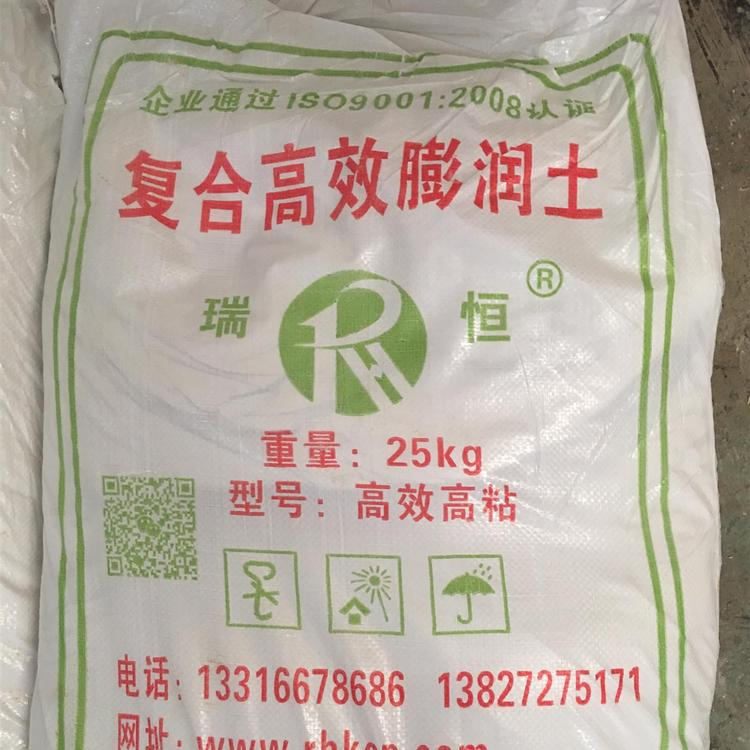 企业通过ISO9001:2008认证
复合高效膨润土
瑞 恒 ®
重量: 25kg
型号: 高效高粘
电话: 13316678686 13827275171
网址: